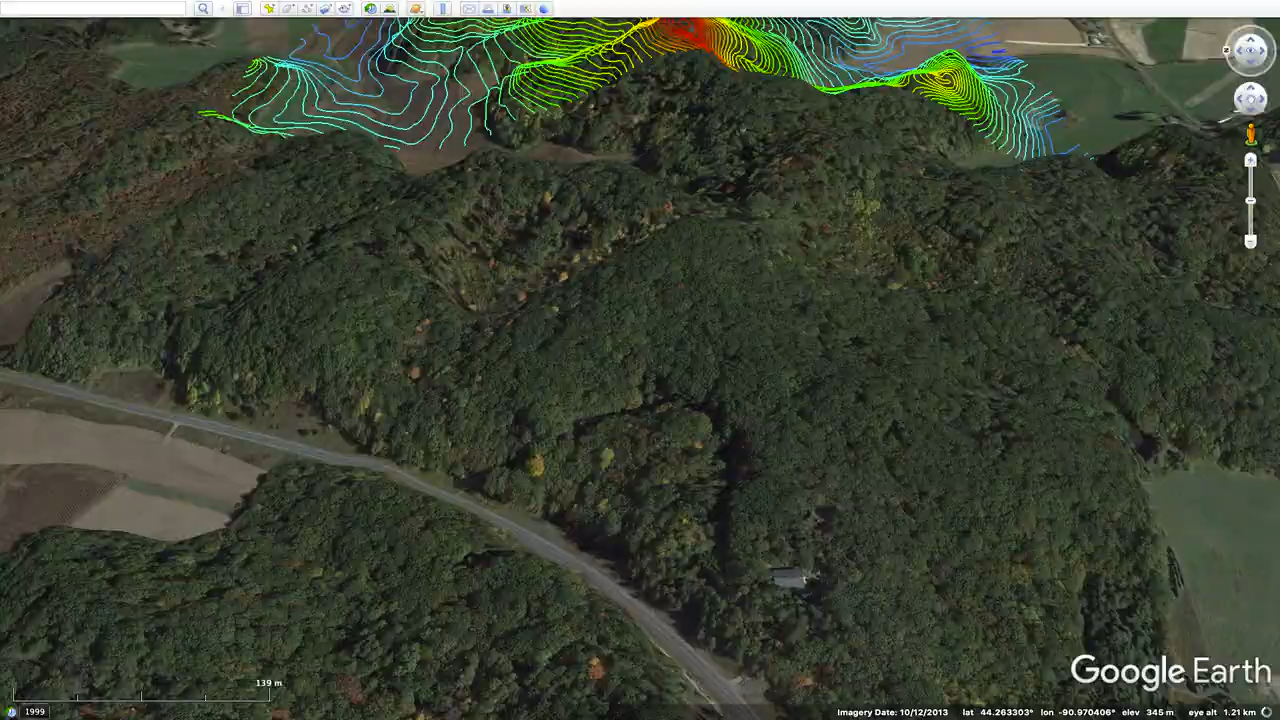 139 m
Google Earth
1999
Imagery Date: 10/12/2013 lat 44.263303° lon -90.970406° elev 345 m eye alt 1.21 km